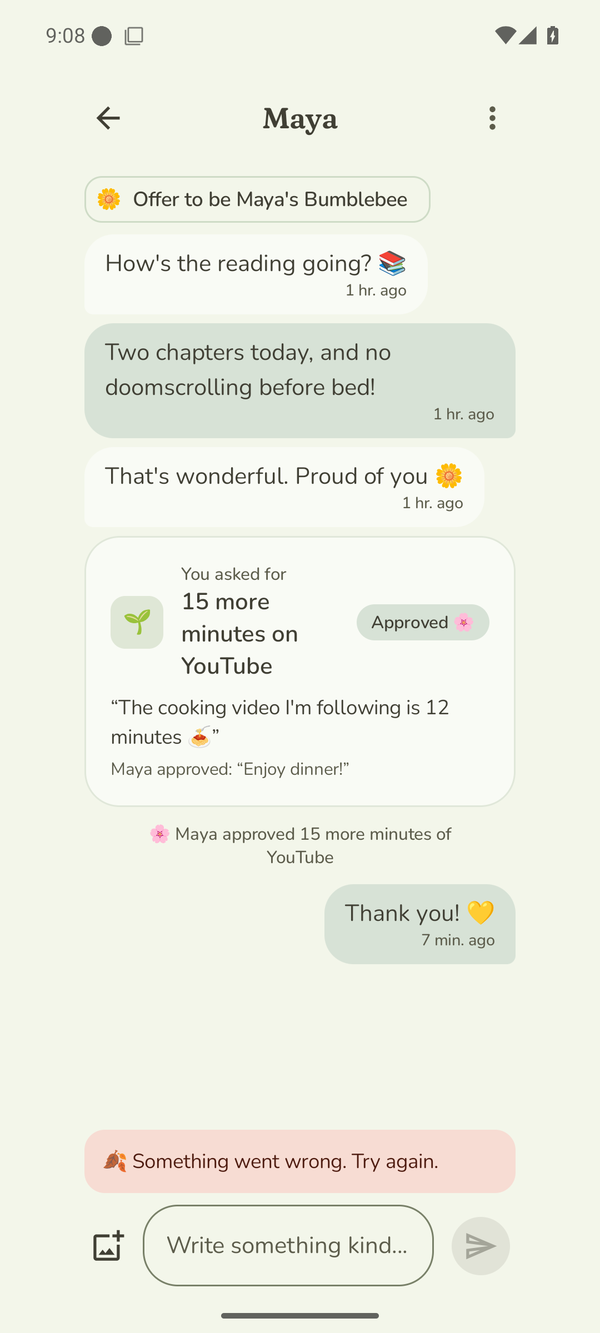 9:08
Maya
🌼 Offer to be Maya's Bumblebee
How's the reading going? 📚
1 hr. ago
Two chapters today, and no
doomscrolling before bed!
1 hr. ago
That's wonderful. Proud of you 🌼
1 hr. ago
You asked for
15 more
minutes on
YouTube
Approved 🌸
“The cooking video I'm following is 12
minutes 🍝”
Maya approved: “Enjoy dinner!”
🌸 Maya approved 15 more minutes of
YouTube
Thank you! 💛
7 min. ago
🍂 Something went wrong. Try again.
Write something kind...